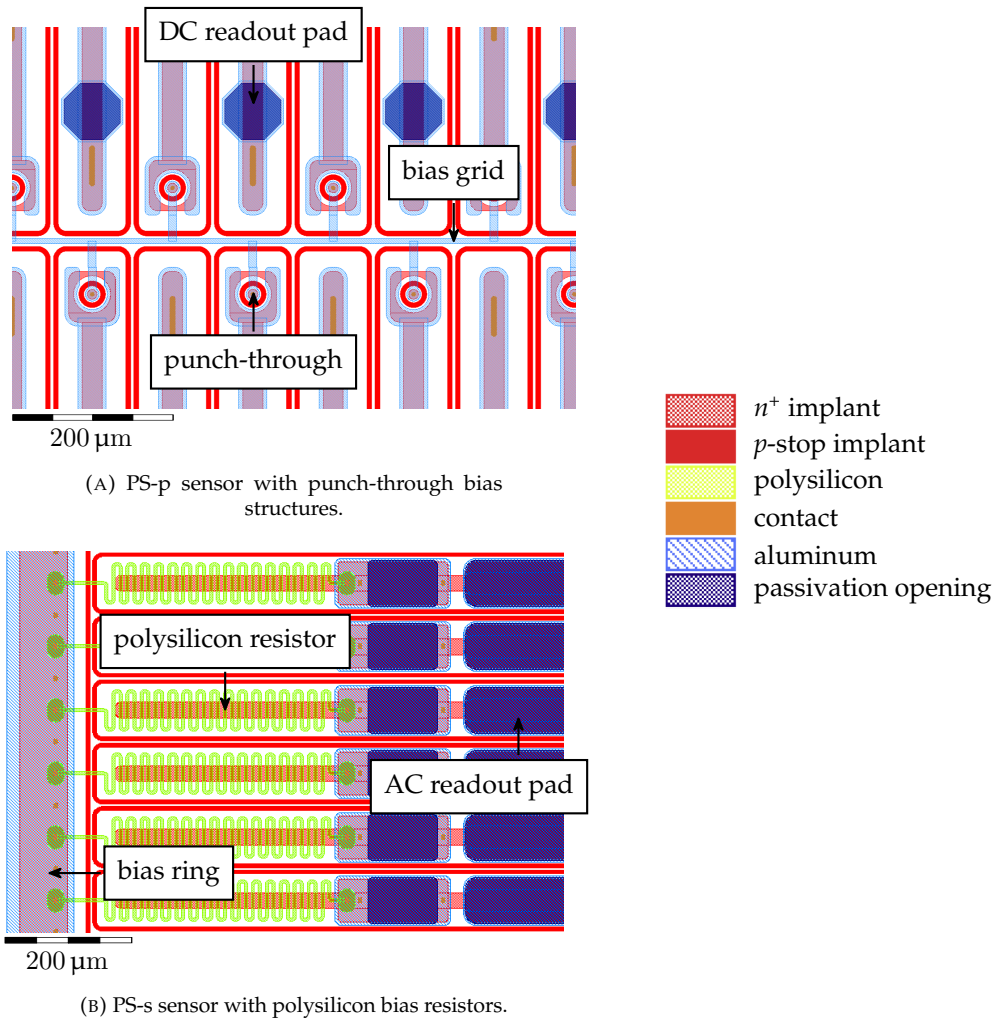 DC readout pad
bias grid
punch-through
200 µm
(A) PS-p sensor with punch-through bias
structures.
n⁺ implant
p-stop implant
polysilicon
contact
aluminum
passivation opening
polysilicon resistor
AC readout pad
bias ring
200 µm
(B) PS-s sensor with polysilicon bias resistors.